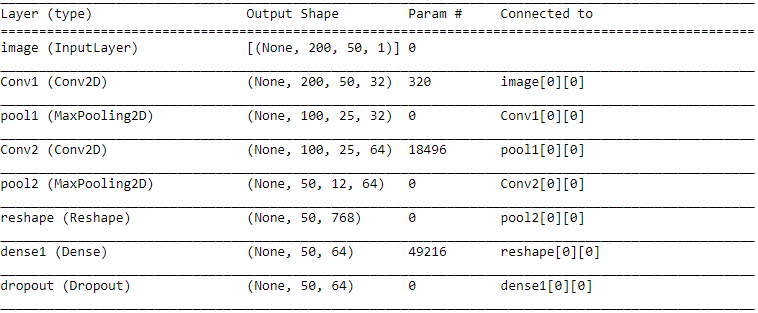 Layer (type) Output Shape Param # Connected to
image (InputLayer) [(None, 200, 50, 1)] 0
Conv1 (Conv2D) (None, 200, 50, 32) 320 image[0][0]
pool1 (MaxPooling2D) (None, 100, 25, 32) 0 Conv1[0][0]
Conv2 (Conv2D) (None, 100, 25, 64) 18496 pool1[0][0]
pool2 (MaxPooling2D) (None, 50, 12, 64) 0 Conv2[0][0]
reshape (Reshape) (None, 50, 768) 0 pool2[0][0]
dense1 (Dense) (None, 50, 64) 49216 reshape[0][0]
dropout (Dropout) (None, 50, 64) 0 dense1[0][0]